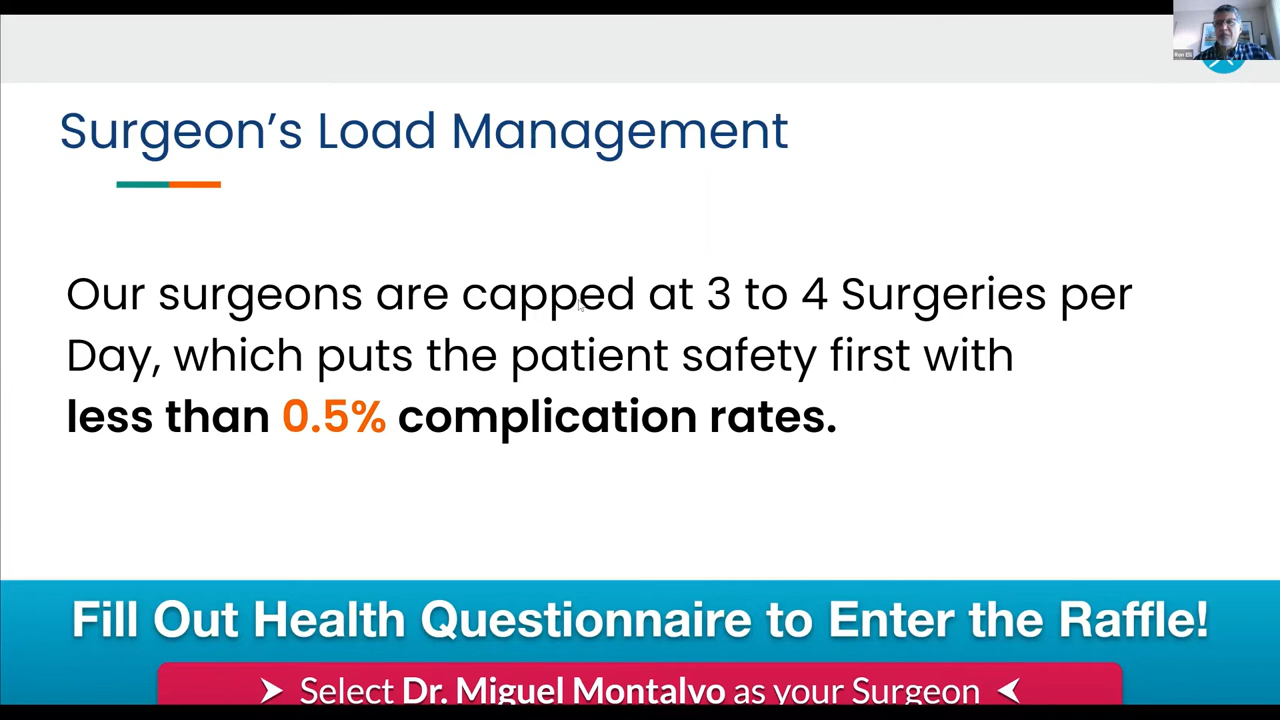 Ron Eli
Surgeon's Load Management
Our surgeons are capped at 3 to 4 Surgeries per
Day, which puts the patient safety first with
less than 0.5% complication rates.
Fill Out Health Questionnaire to Enter the Raffle!
Select Dr. Miguel Montalvo as your Surgeon